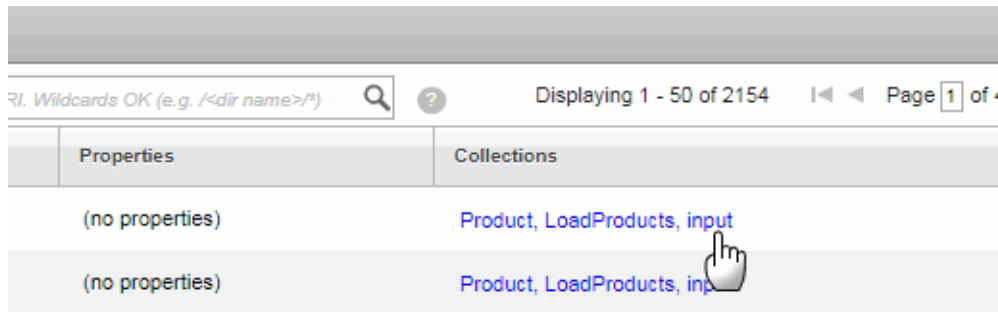 RI. Wildcards OK (e.g. /<dir name>/*) ? Displaying 1 - 50 of 2154 Page 1 of
Properties Collections
(no properties) Product, LoadProducts, input
(no properties) Product, LoadProducts,